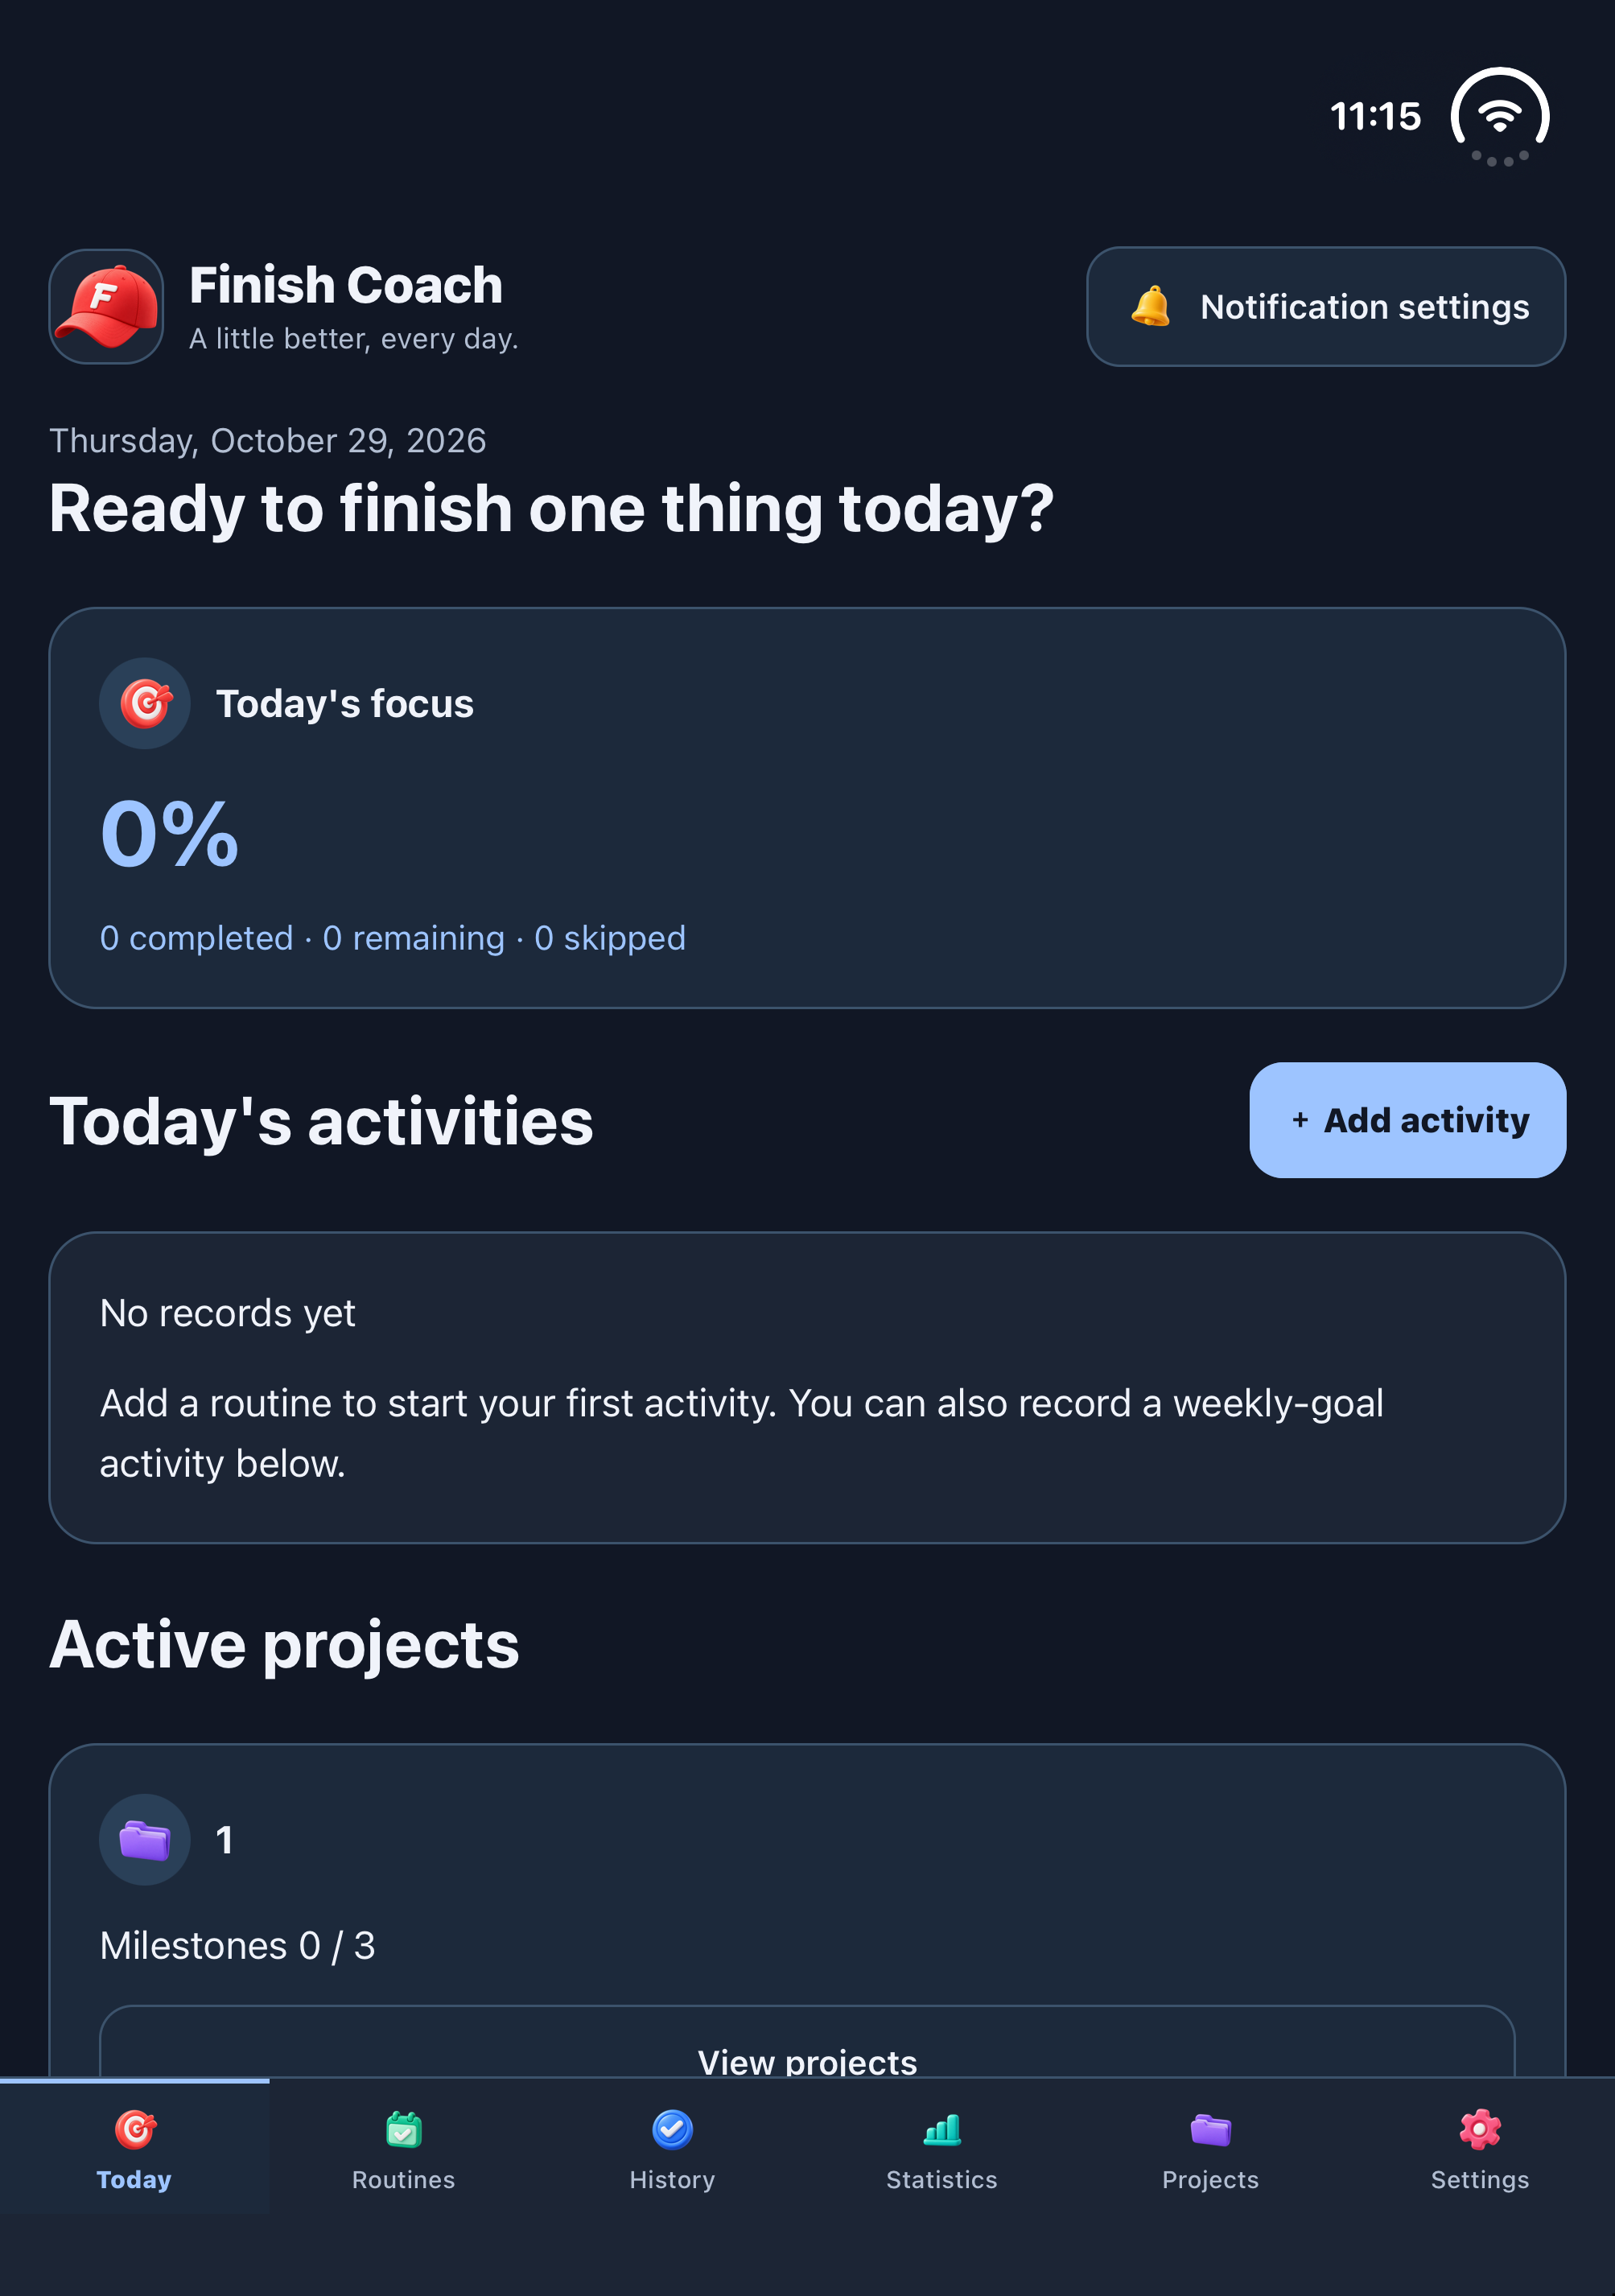 11:15
F
Finish Coach
A little better, every day.
Notification settings
Thursday, October 29, 2026
Ready to finish one thing today?
Today's focus
0%
0 completed · 0 remaining · 0 skipped
Today's activities
+ Add activity
No records yet
Add a routine to start your first activity. You can also record a weekly-goal
activity below.
Active projects
1
Milestones 0 / 3
View projects
Today
Routines
History
Statistics
Projects
Settings